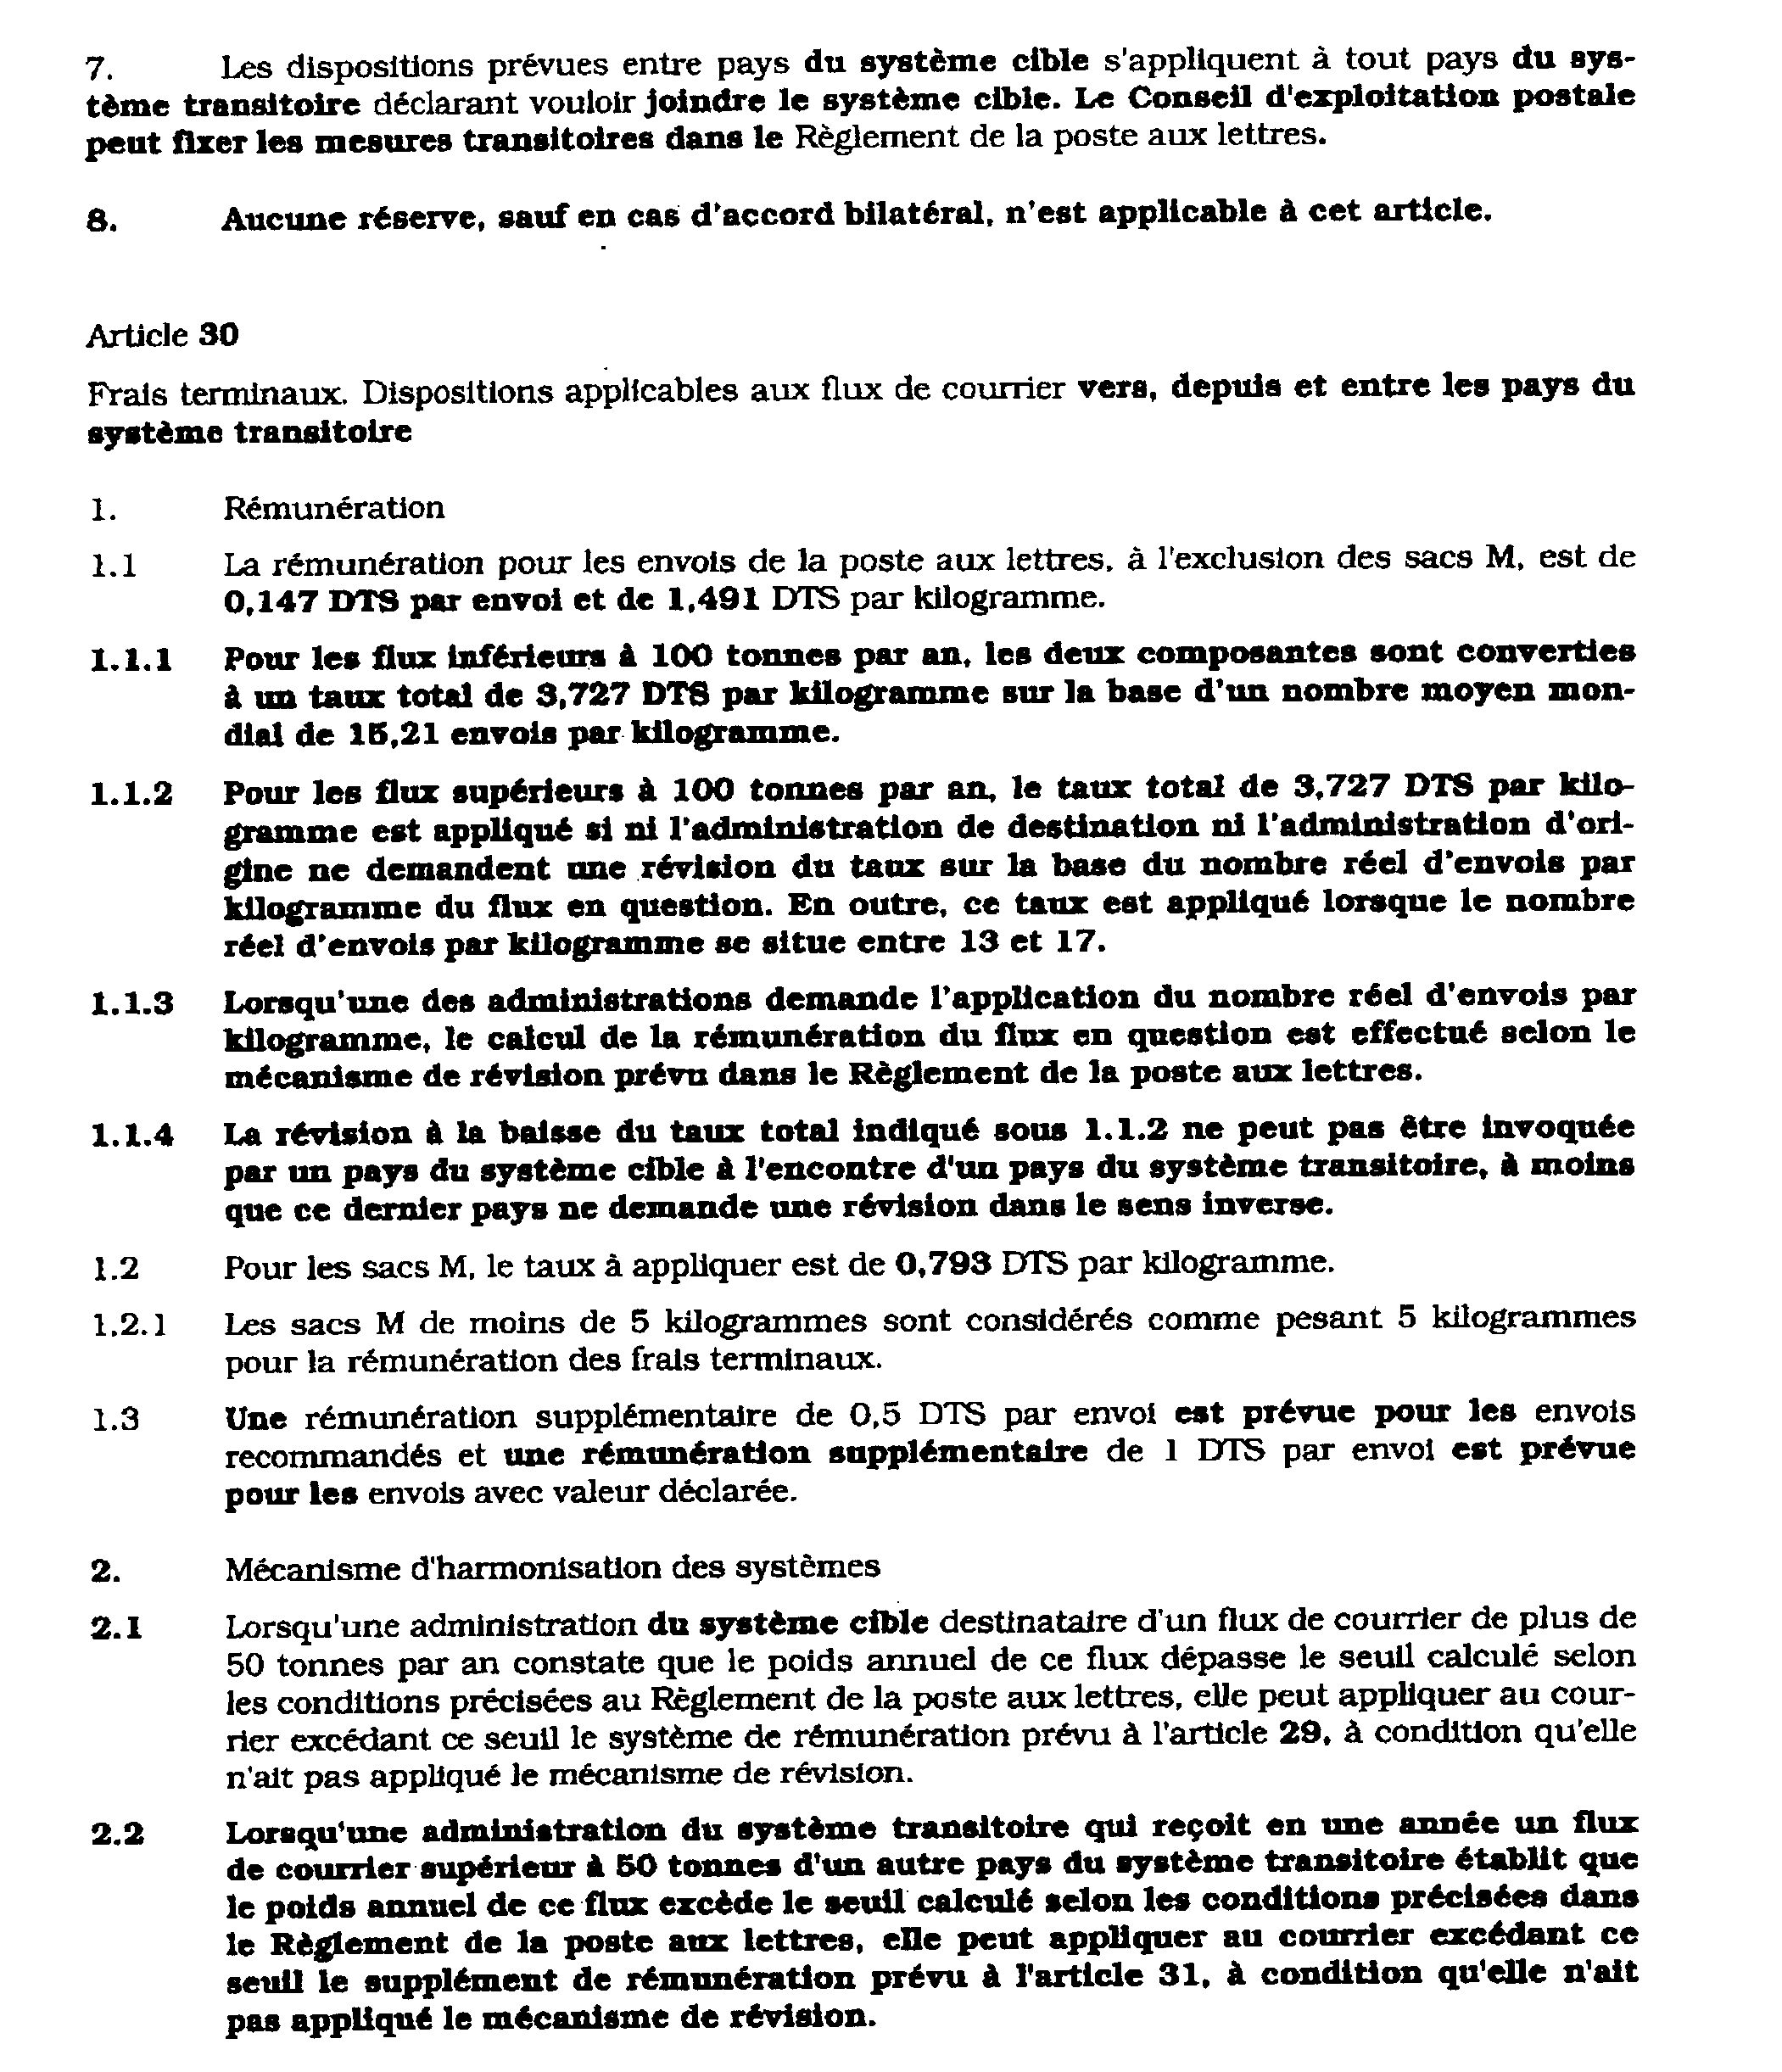 7. Les dispositions prévues entre pays du système cible s'appliquent à tout pays du sys-
tème transitoire déclarant vouloir joindre le système cible. Le Conseil d'exploitation postale
peut fixer les mesures transitoires dans le Règlement de la poste aux lettres.
8. Aucune réserve, sauf en cas d'accord bilatéral, n'est applicable à cet article.
Article 30
Frais terminaux. Dispositions applicables aux flux de courrier vers, depuis et entre les pays du
système transitoire
1. Rémunération
1.1 La rémunération pour les envois de la poste aux lettres, à l'exclusion des sacs M, est de
0,147 DTS par envoi et de 1,491 DTS par kilogramme.
1.1.1 Pour les flux inférieurs à 100 tonnes par an, les deux composantes sont converties
à un taux total de 3,727 DTS par kilogramme sur la base d'un nombre moyen mon-
dial de 15,21 envois par kilogramme.
1.1.2 Pour les flux supérieurs à 100 tonnes par an, le taux total de 3,727 DTS par kilo-
gramme est appliqué si ni l'administration de destination ni l'administration d'ori-
gine ne demandent une révision du taux sur la base du nombre réel d'envois par
kilogramme du flux en question. En outre, ce taux est appliqué lorsque le nombre
réel d'envois par kilogramme se situe entre 13 et 17.
1.1.3 Lorsqu'une des administrations demande l'application du nombre réel d'envois par
kilogramme, le calcul de la rémunération du flux en question est effectué selon le
mécanisme de révision prévu dans le Règlement de la poste aux lettres.
1.1.4 La révision à la baisse du taux total indiqué sous 1.1.2 ne peut pas être invoquée
par un pays du système cible à l'encontre d'un pays du système transitoire, à moins
que ce dernier pays ne demande une révision dans le sens inverse.
1.2 Pour les sacs M, le taux à appliquer est de 0,793 DTS par kilogramme.
1.2.1 Les sacs M de moins de 5 kilogrammes sont considérés comme pesant 5 kilogrammes
pour la rémunération des frais terminaux.
1.3 Une rémunération supplémentaire de 0,5 DTS par envoi est prévue pour les envois
recommandés et une rémunération supplémentaire de 1 DTS par envoi est prévue
pour les envois avec valeur déclarée.
2. Mécanisme d'harmonisation des systèmes
2.1 Lorsqu'une administration du système cible destinataire d'un flux de courrier de plus de
50 tonnes par an constate que le poids annuel de ce flux dépasse le seuil calculé selon
les conditions précisées au Règlement de la poste aux lettres, elle peut appliquer au cour-
rier excédant ce seuil le système de rémunération prévu à l'article 29, à condition qu'elle
n'ait pas appliqué le mécanisme de révision.
2.2 Lorsqu'une administration du système transitoire qui reçoit en une année un flux
de courrier supérieur à 50 tonnes d'un autre pays du système transitoire établit que
le poids annuel de ce flux excède le seuil calculé selon les conditions précisées dans
le Règlement de la poste aux lettres, elle peut appliquer au courrier excédant ce
seuil le supplément de rémunération prévu à l'article 31, à condition qu'elle n'ait
pas appliqué le mécanisme de révision.